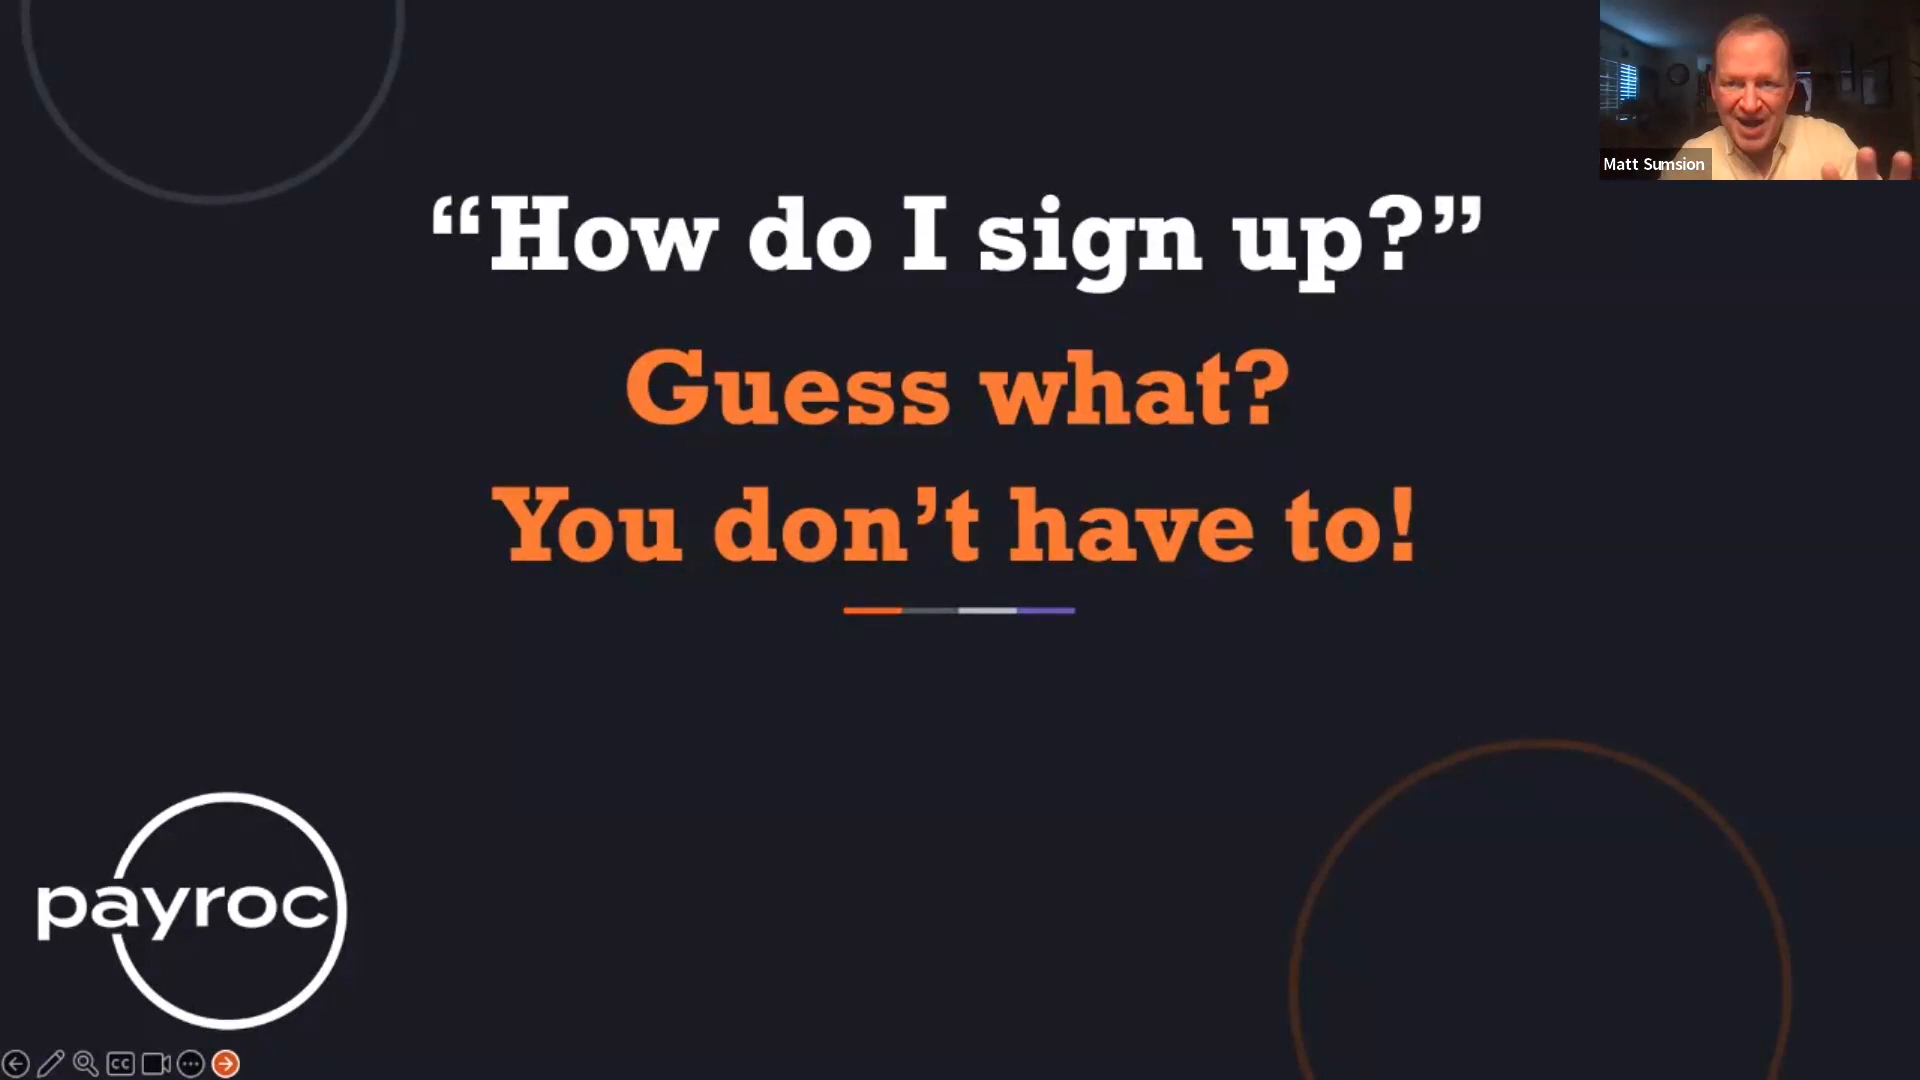 Matt Sumsion
“How do I sign up?”
Guess what?
You don’t have to!
payroc
CC